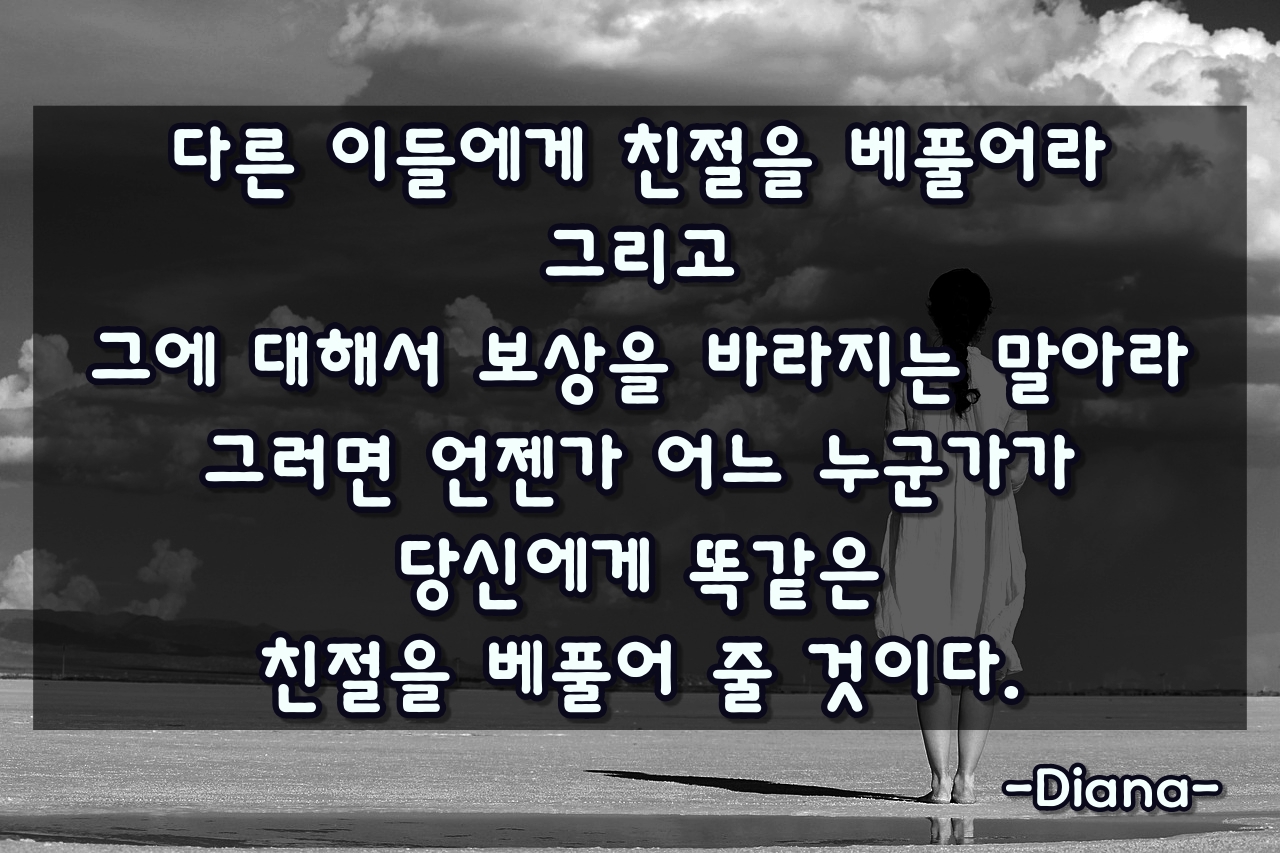 다른 이들에게 친절을 베풀어라
그리고
그에 대해서 보상을 바라지는 말아라
그러면 언젠가 어느 누군가가
당신에게 똑같은
친절을 베풀어 줄 것이다.
-Diana-